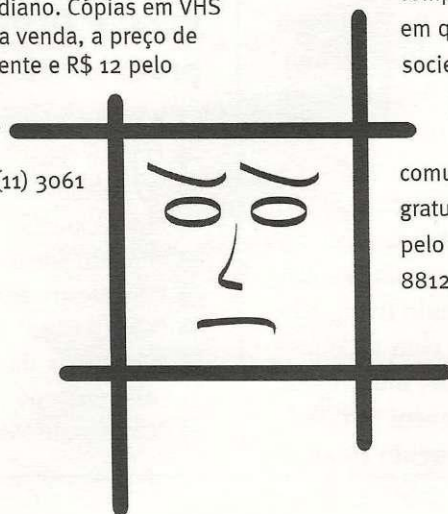 diano. Cópias em VHS
a venda, a preço de
ente e R$ 12 pelo
(11) 3061
em q
socie
comu
gratu
pelo
8812